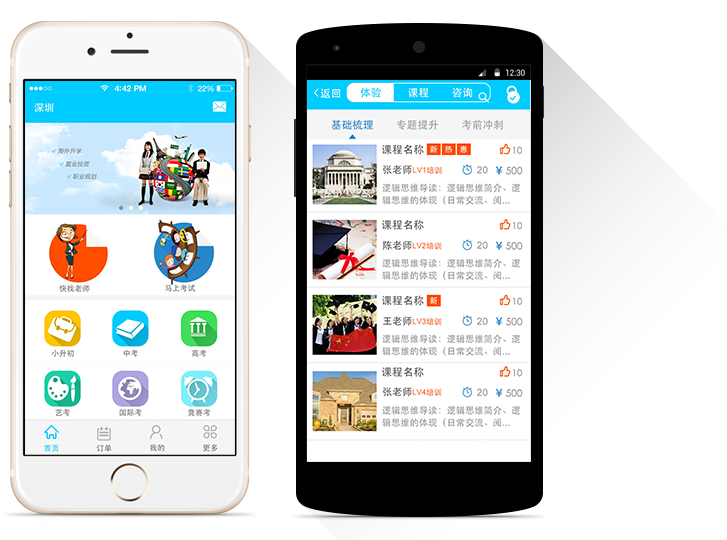 4:42 PM
22%
深圳
海外升学
置业投资
职业规划
快找老师
马上考试
小升初
中考
高考
艺考
国际考
竞赛考
首页
订单
我的
更多
12:30
返回
体验
课程
咨询
基础梳理
专题提升
考前冲刺
课程名称 新 热 惠 10
张老师LV1培训 20 ¥ 500
逻辑思维导读：逻辑思维简介、逻
辑思维的体现（日常交流、阅...
课程名称 10
陈老师LV2培训 20 ¥ 500
逻辑思维导读：逻辑思维简介、逻
辑思维的体现（日常交流、阅...
课程名称 新 10
王老师LV3培训 20 ¥ 500
逻辑思维导读：逻辑思维简介、逻
辑思维的体现（日常交流、阅...
课程名称 10
张老师LV4培训 20 ¥ 500
逻辑思维导读：逻辑思维简介、逻
辑思维的体现（日常交流、阅...